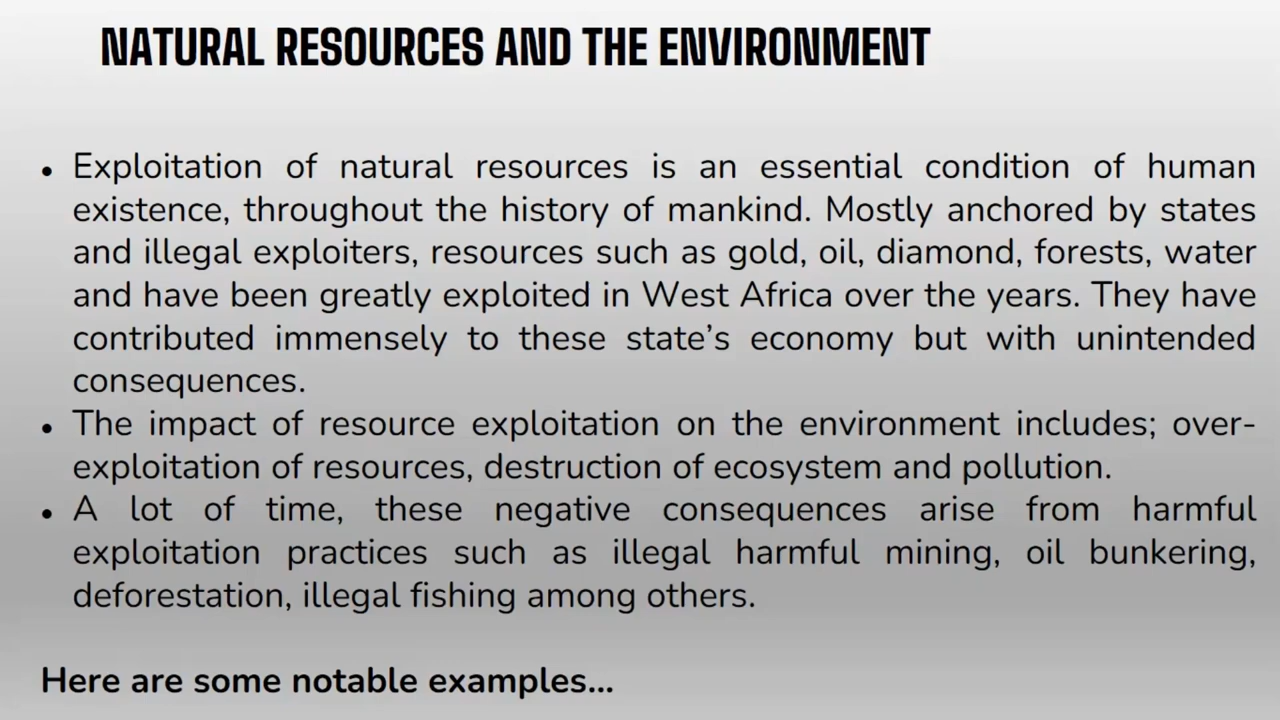 NATURAL RESOURCES AND THE ENVIRONMENT
• Exploitation of natural resources is an essential condition of human
existence, throughout the history of mankind. Mostly anchored by states
and illegal exploiters, resources such as gold, oil, diamond, forests, water
and have been greatly exploited in West Africa over the years. They have
contributed immensely to these state’s economy but with unintended
consequences.
• The impact of resource exploitation on the environment includes; over-
exploitation of resources, destruction of ecosystem and pollution.
• A lot of time, these negative consequences arise from harmful
exploitation practices such as illegal harmful mining, oil bunkering,
deforestation, illegal fishing among others.
Here are some notable examples...